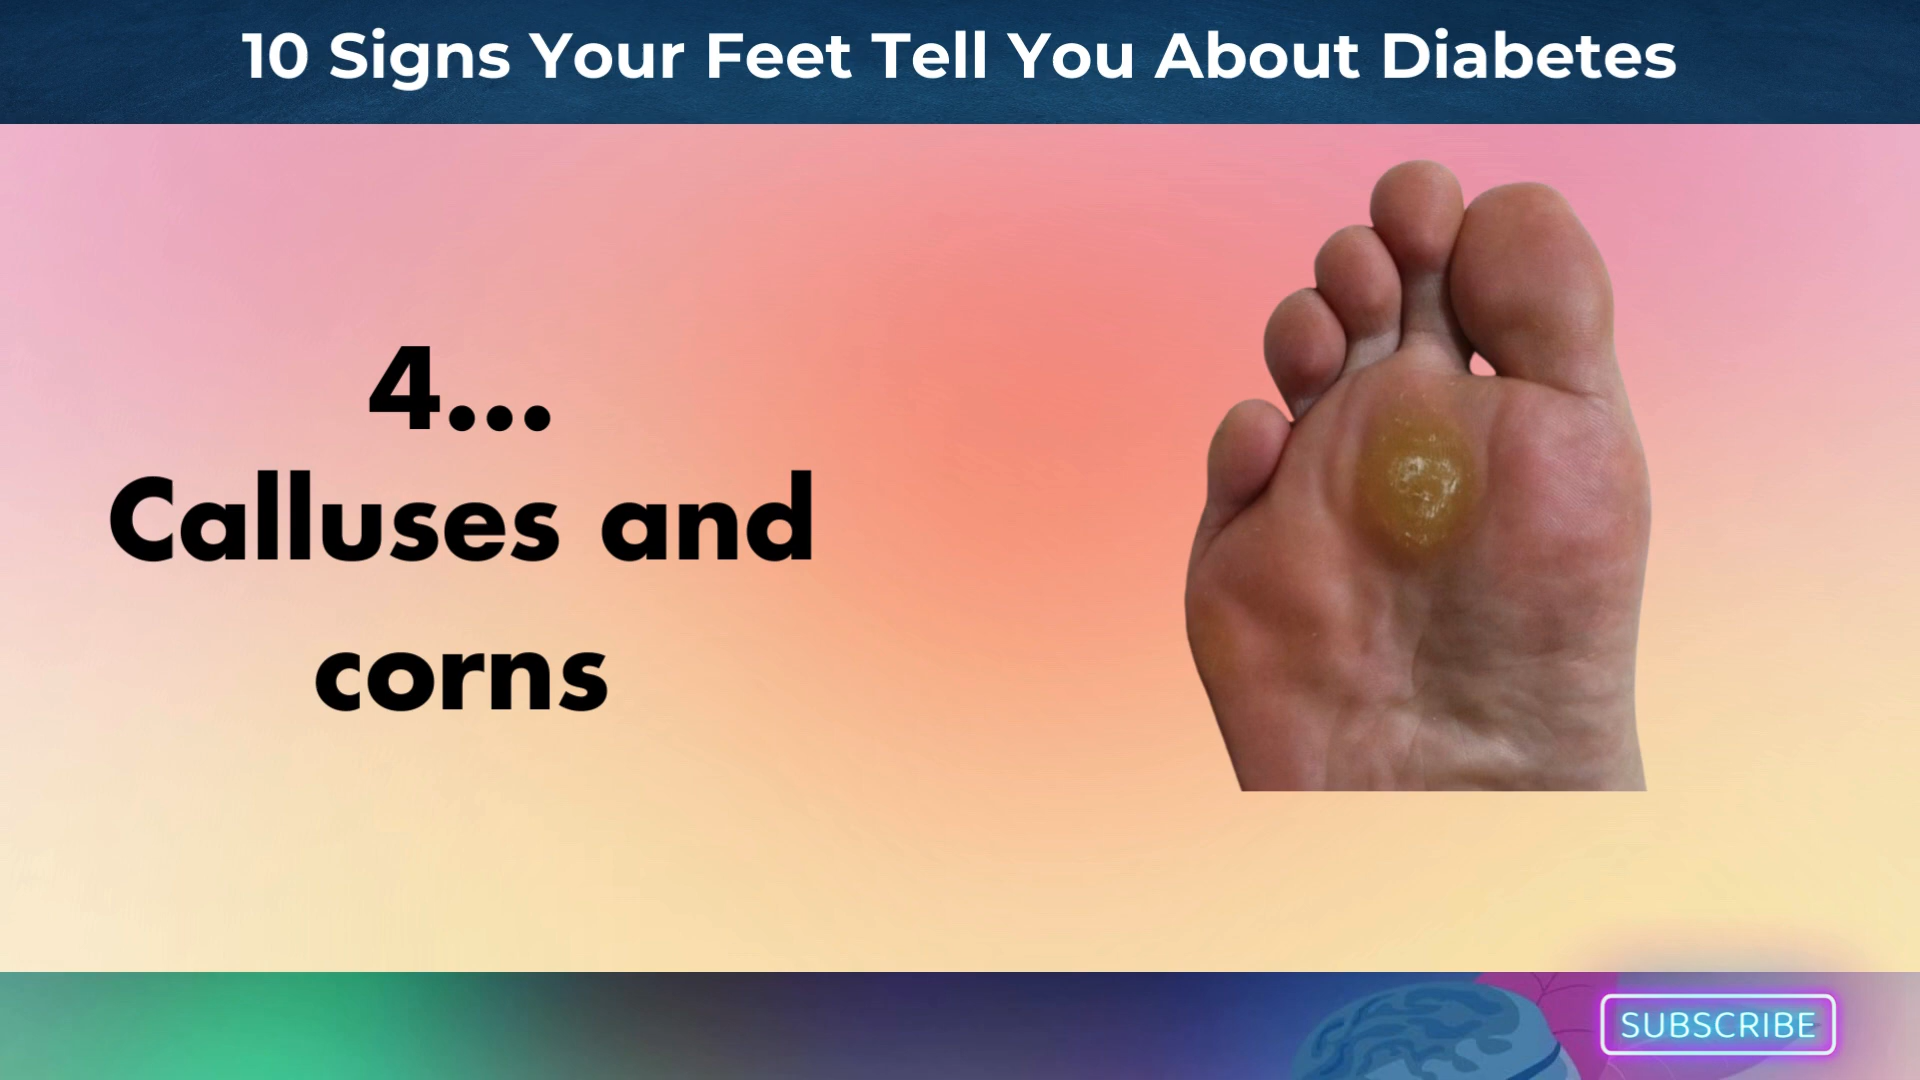 10 Signs Your Feet Tell You About Diabetes
4...
Calluses and
corns
SUBSCRIBE